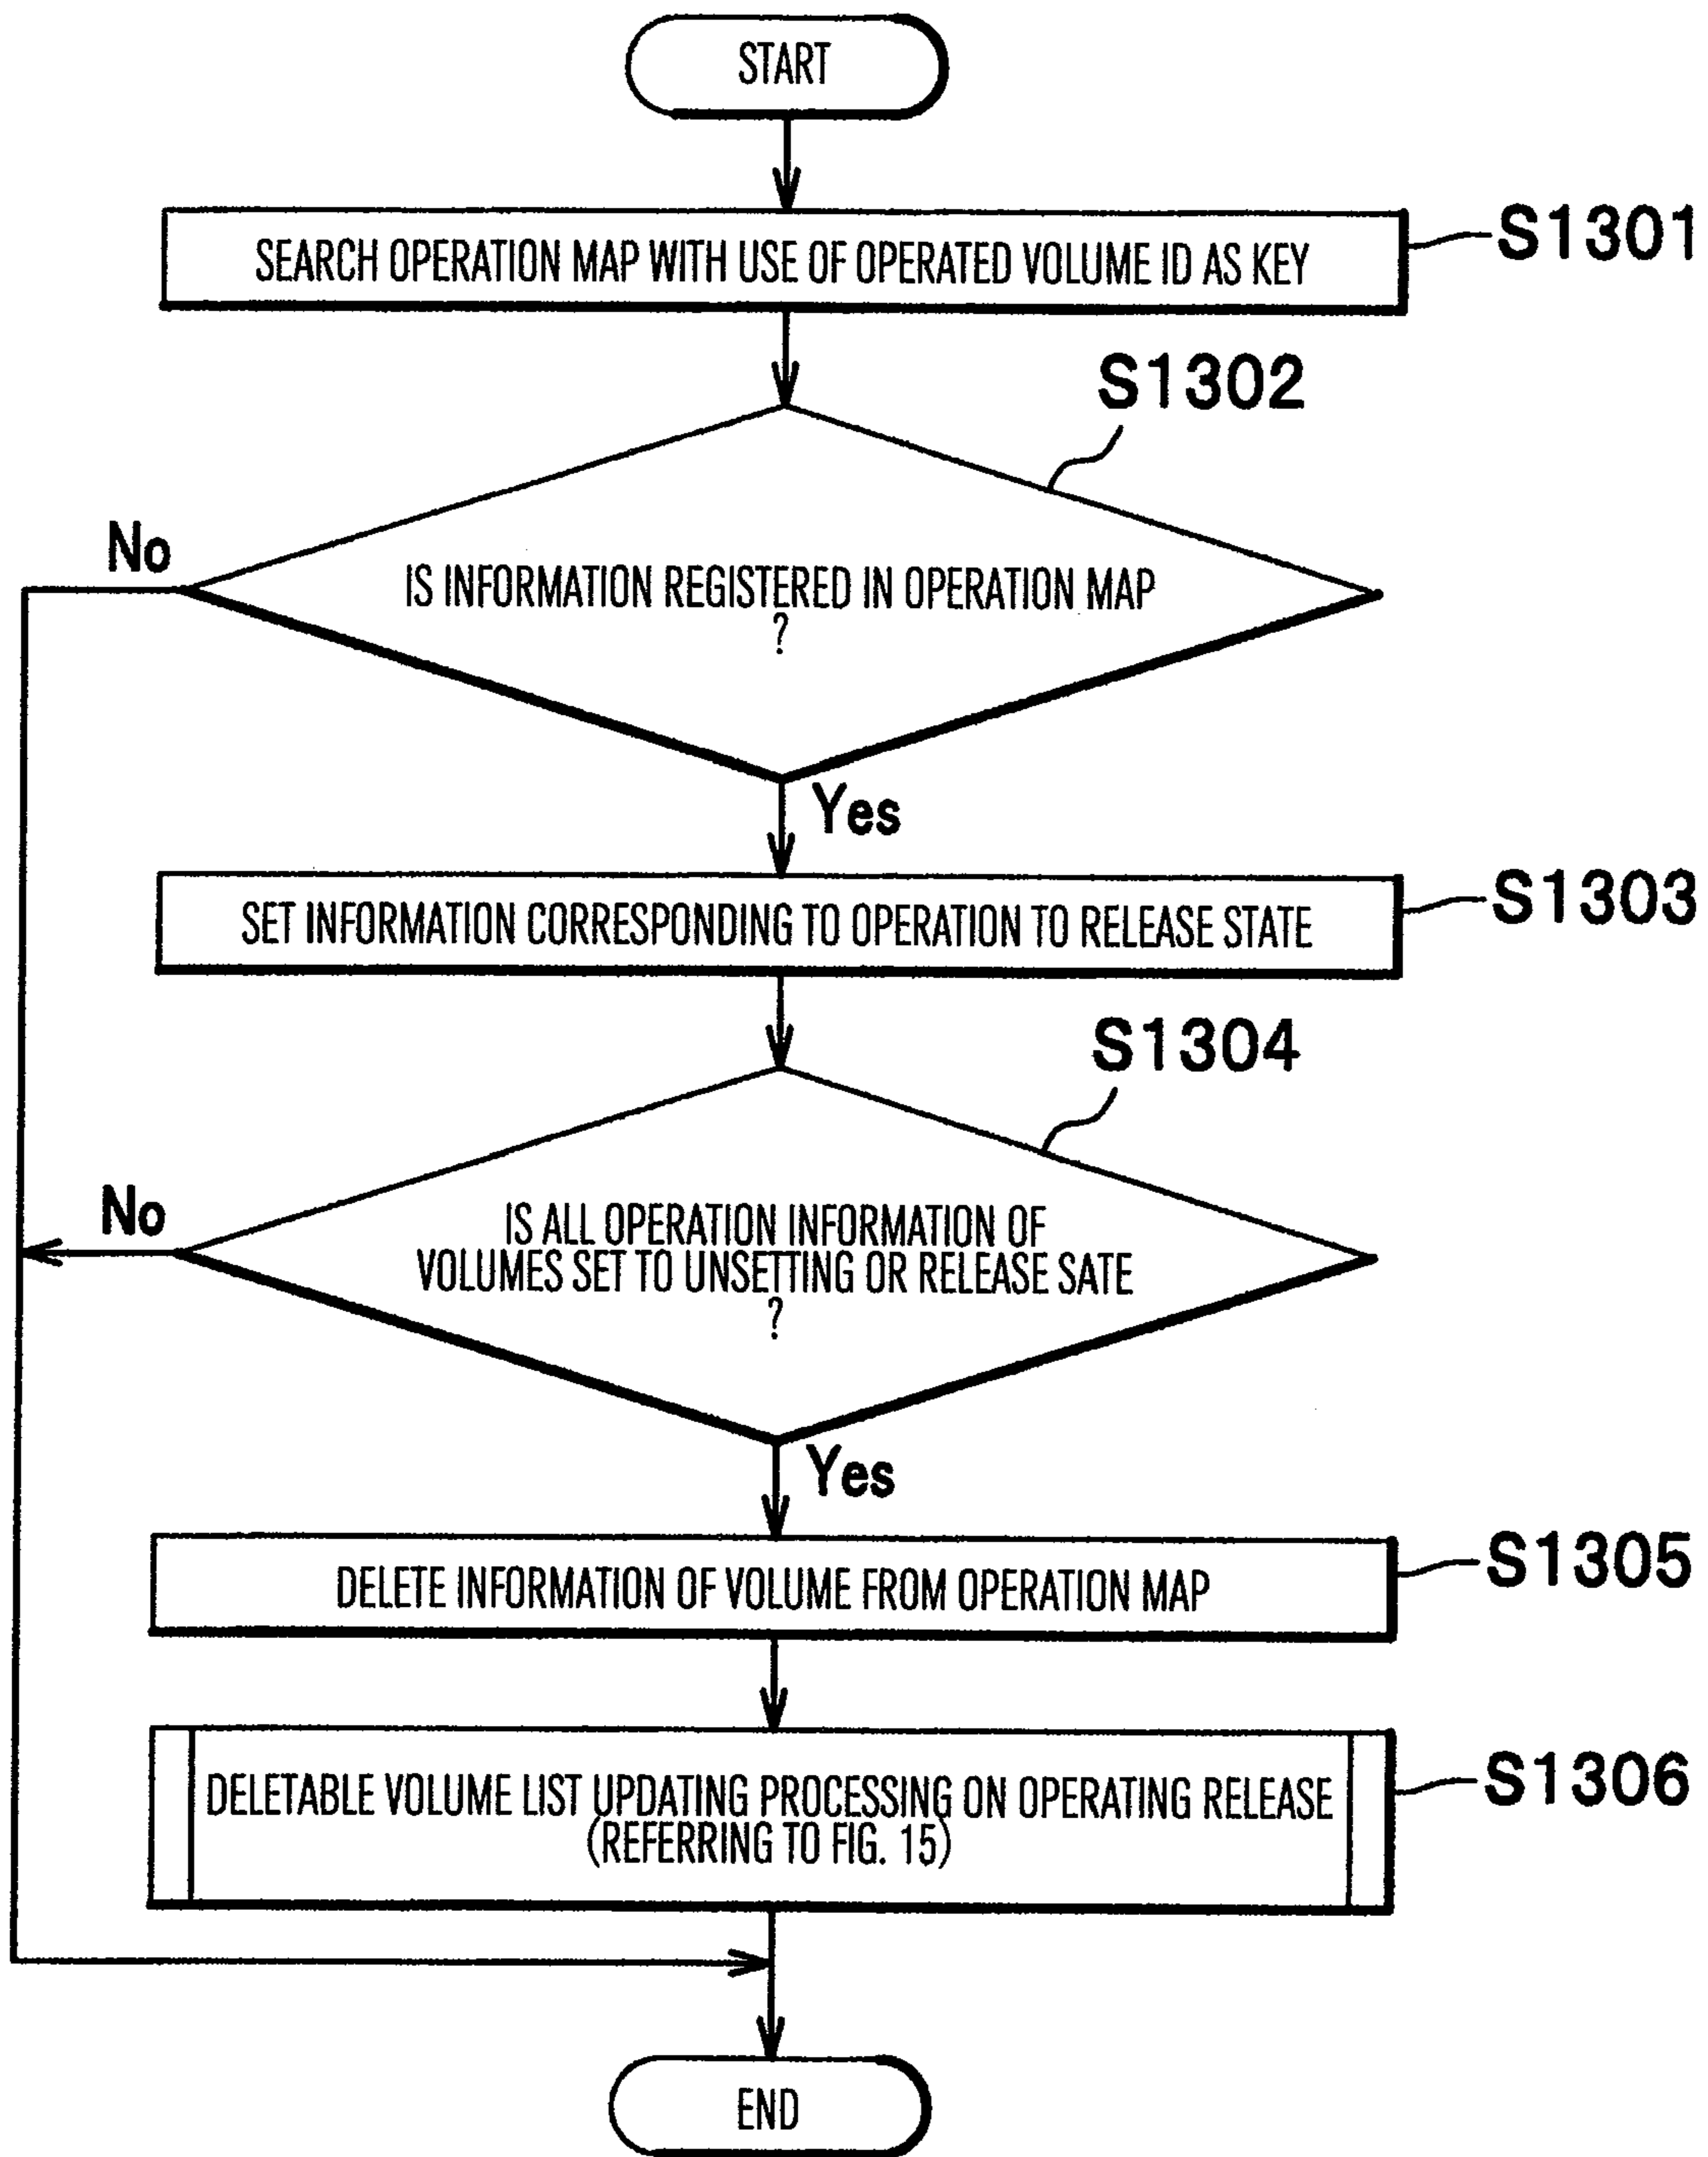 START
SEARCH OPERATION MAP WITH USE OF OPERATED VOLUME ID AS KEY
S1301
S1302
No
IS INFORMATION REGISTERED IN OPERATION MAP
?
Yes
SET INFORMATION CORRESPONDING TO OPERATION TO RELEASE STATE
S1303
S1304
No
IS ALL OPERATION INFORMATION OF
VOLUMES SET TO UNSETTING OR RELEASE SATE
?
Yes
DELETE INFORMATION OF VOLUME FROM OPERATION MAP
S1305
DELETABLE VOLUME LIST UPDATING PROCESSING ON OPERATING RELEASE
(REFERRING TO FIG. 15)
S1306
END